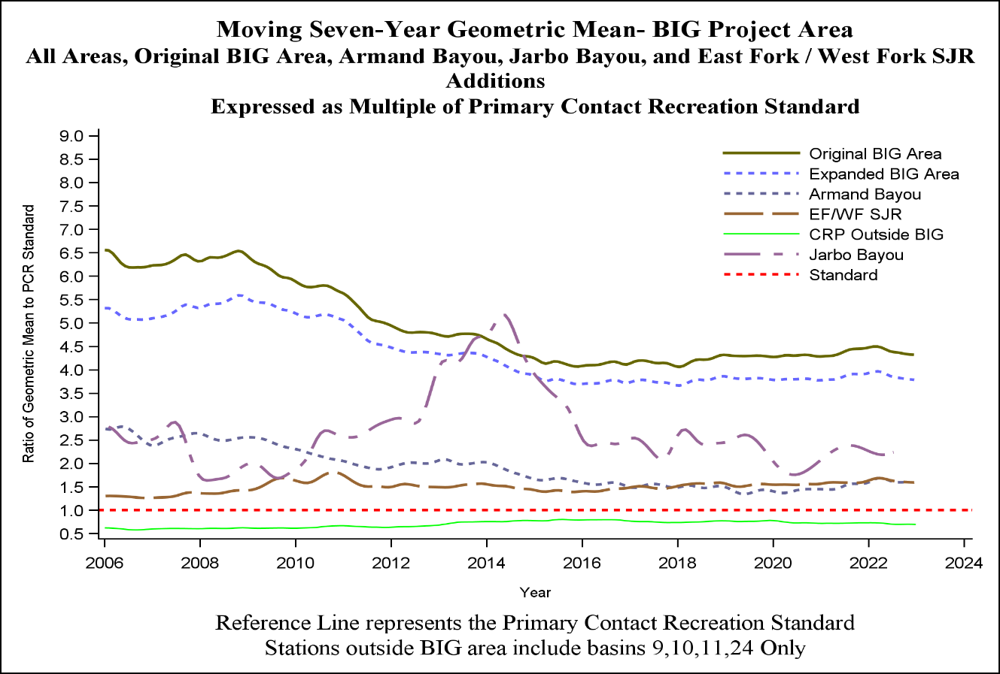 Moving Seven-Year Geometric Mean- BIG Project Area
All Areas, Original BIG Area, Armand Bayou, Jarbo Bayou, and East Fork / West Fork SJR
Additions
Expressed as Multiple of Primary Contact Recreation Standard
Ratio of Geometric Mean to PCR Standard
9.0
8.5
8.0
7.5
7.0
6.5
6.0
5.5
5.0
4.5
4.0
3.5
3.0
2.5
2.0
1.5
1.0
0.5
Original BIG Area
Expanded BIG Area
Armand Bayou
EF/WF SJR
CRP Outside BIG
Jarbo Bayou
Standard
2006 2008 2010 2012 2014 2016 2018 2020 2022 2024
Year
Reference Line represents the Primary Contact Recreation Standard
Stations outside BIG area include basins 9,10,11,24 Only